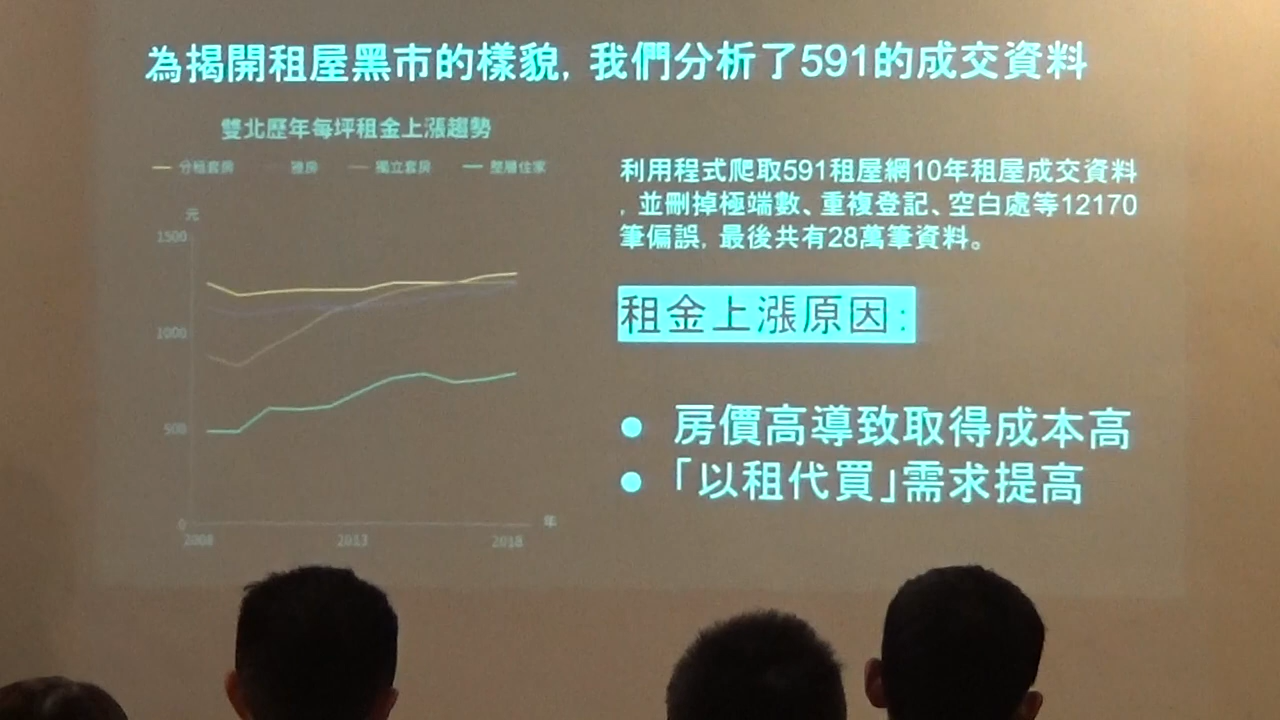 為揭開租屋黑市的樣貌，我們分析了591的成交資料
雙北歷年每坪租金上漲趨勢
分租套房 雅房 獨立套房 整層住家
元
1500
1000
500
0
年
2008 2013 2018
利用程式爬取591租屋網10年租屋成交資料
，並刪掉極端數、重複登記、空白處等12170
筆偏誤，最後共有28萬筆資料。
租金上漲原因：
● 房價高導致取得成本高
● 「以租代買」需求提高